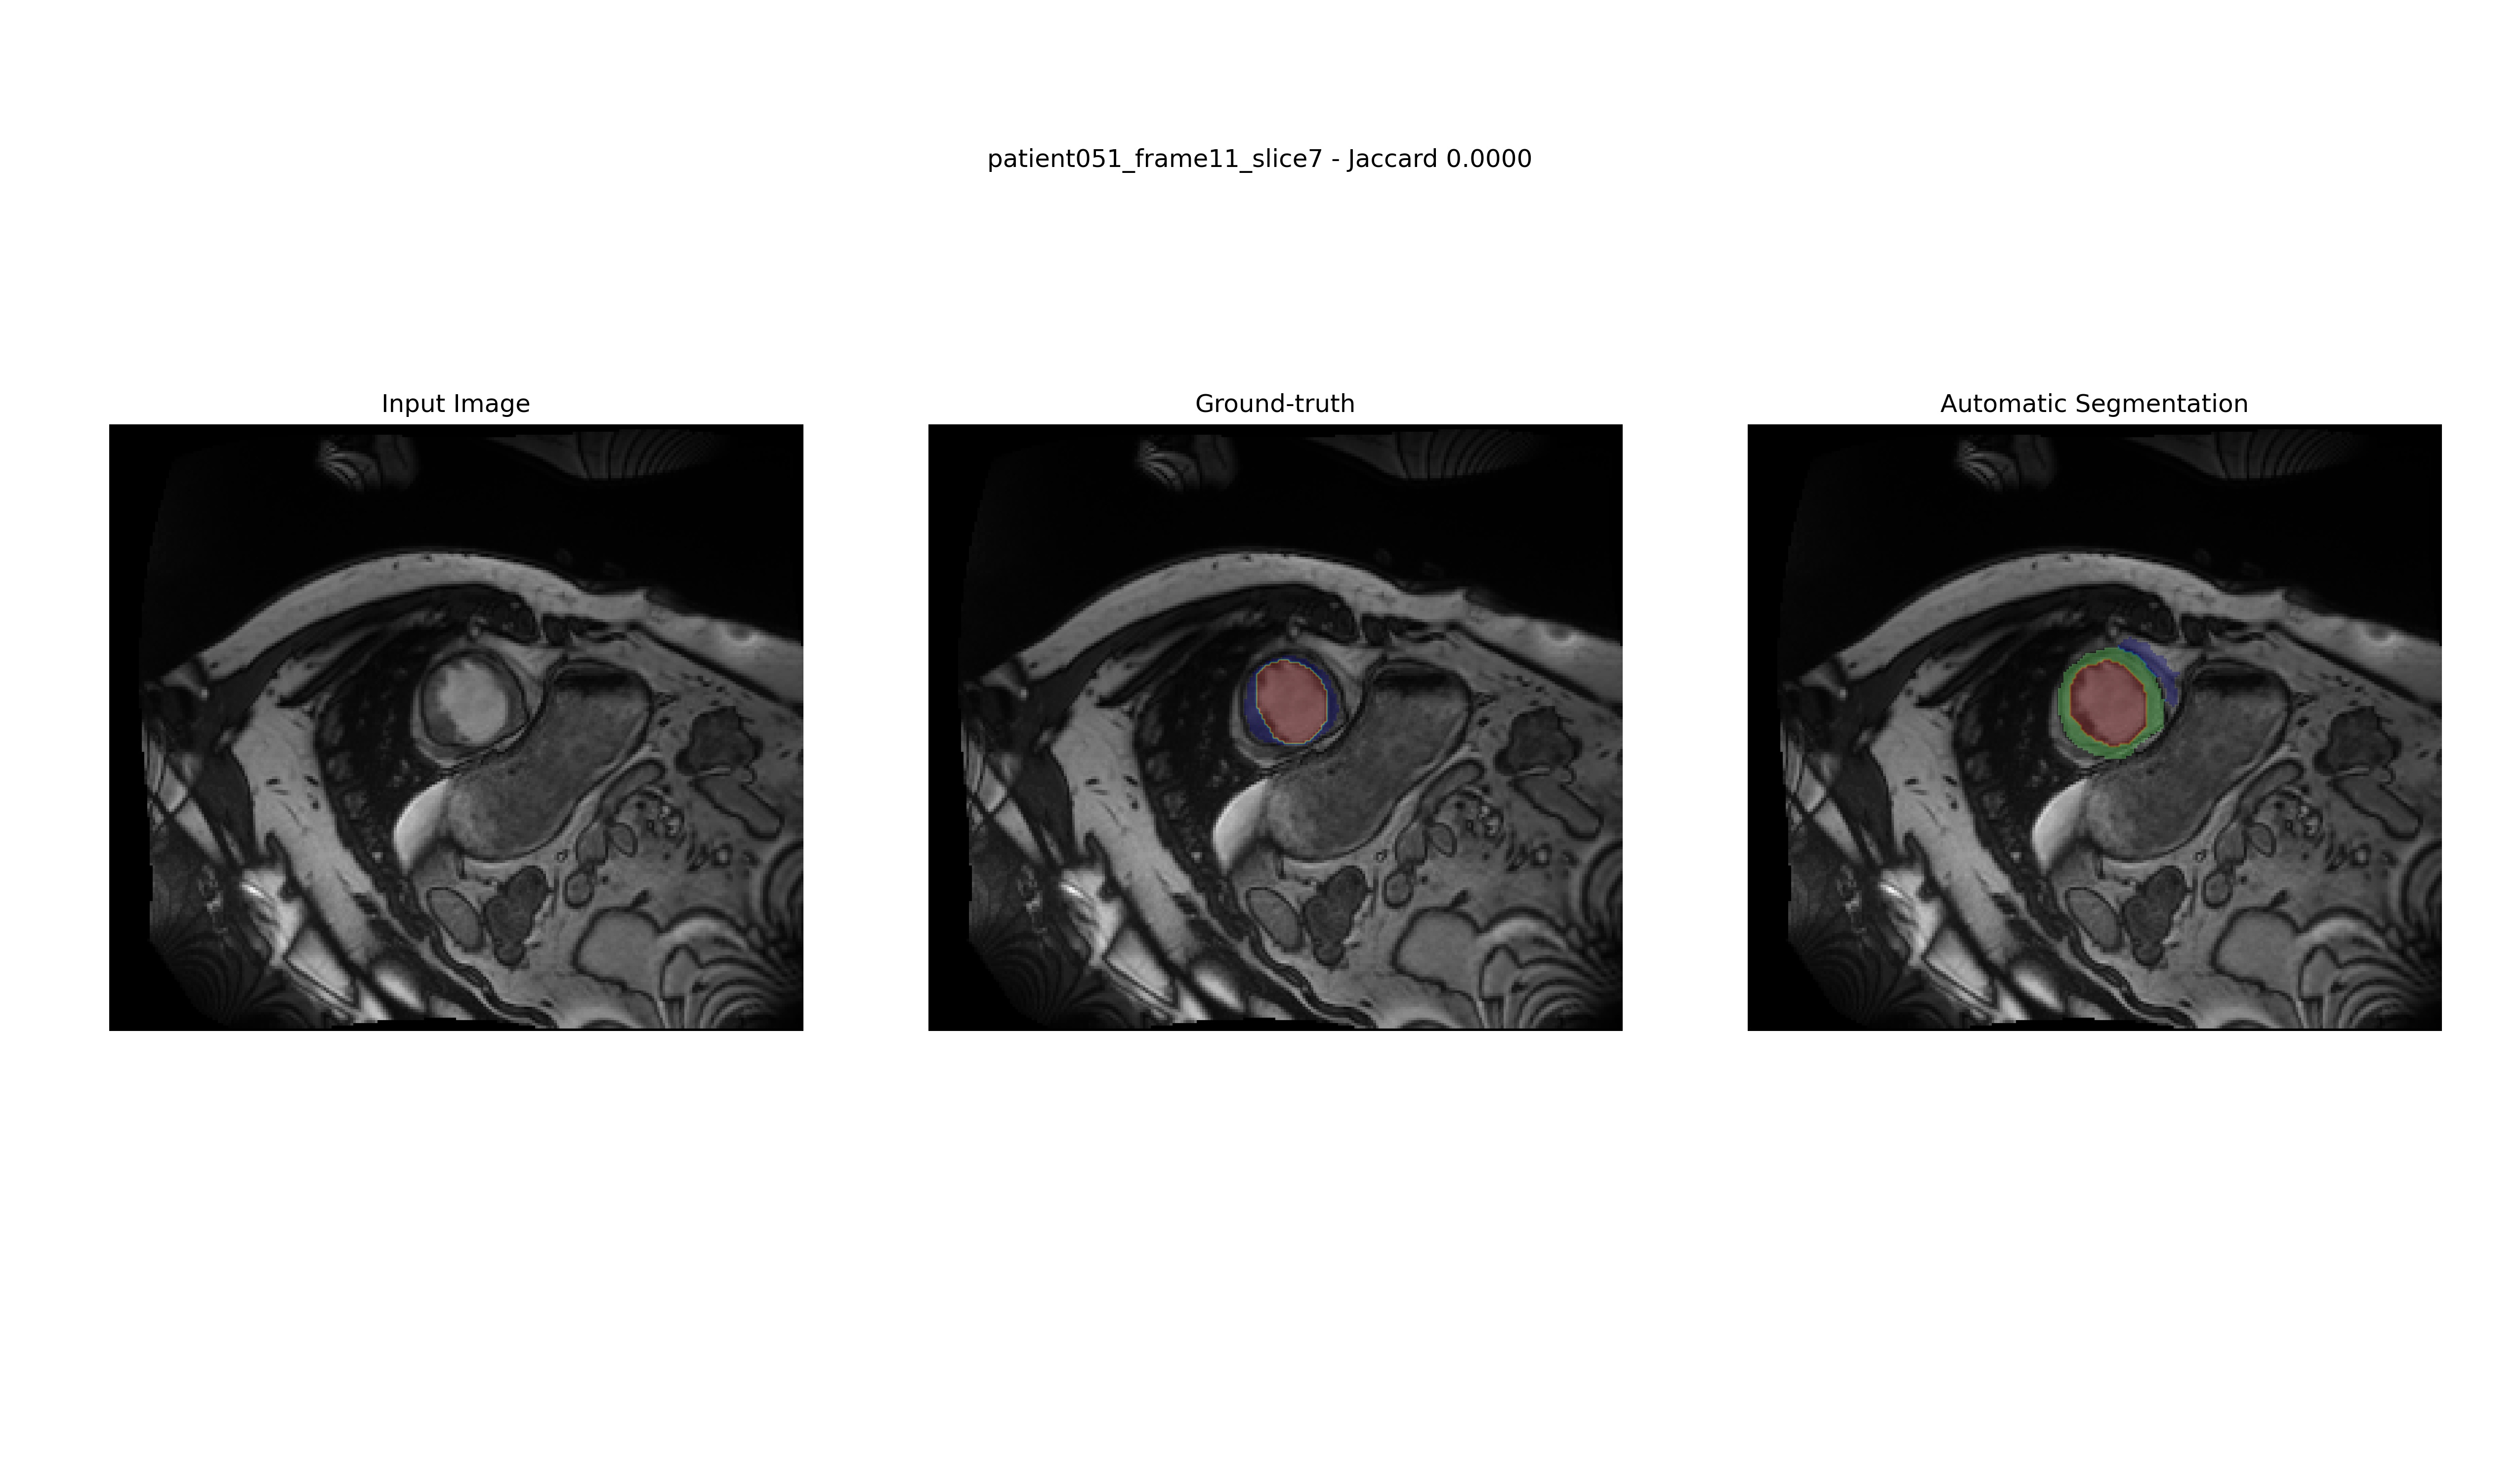 patient051_frame11_slice7 - Jaccard 0.0000
Input Image
Ground-truth
Automatic Segmentation